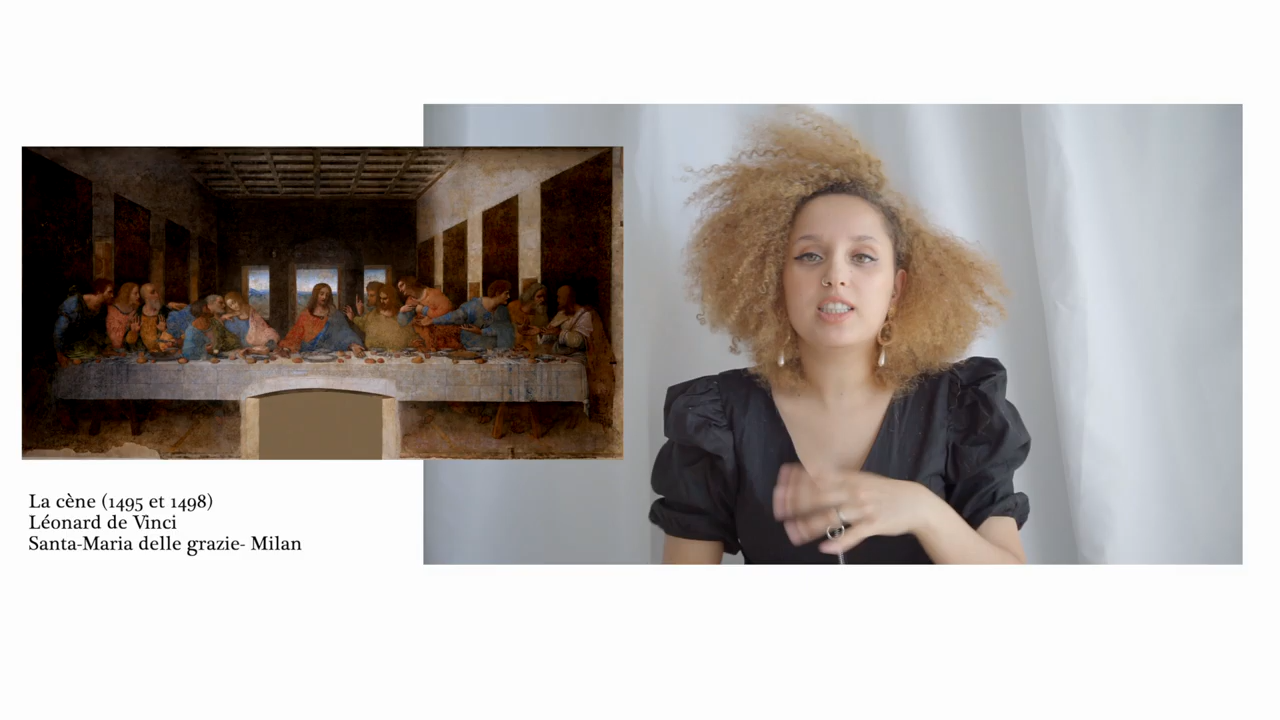 La cène (1495 et 1498)
Léonard de Vinci
Santa-Maria delle grazie- Milan